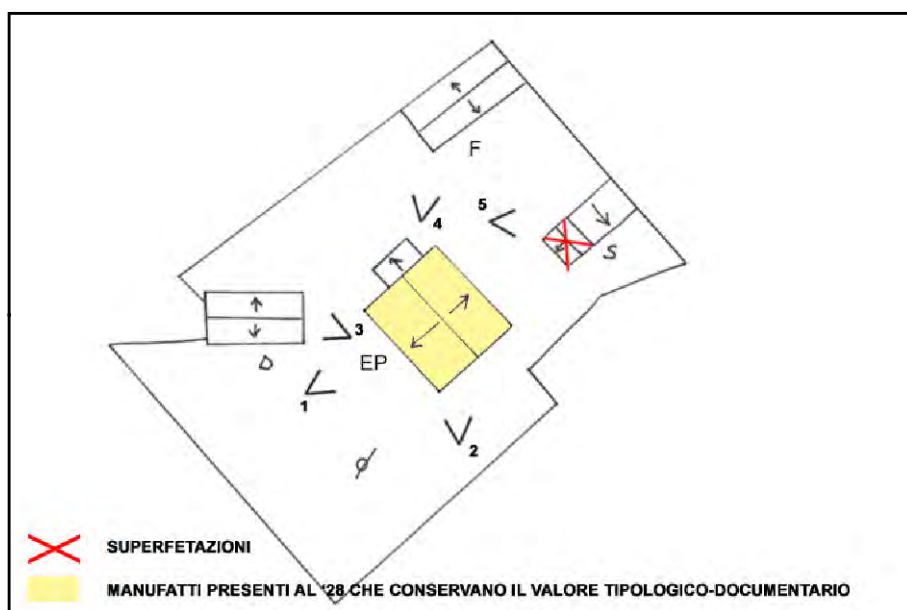 F
5
4
S
3
EP
D
1
2
SUPERFETAZIONI
MANUFATTI PRESENTI AL '28 CHE CONSERVANO IL VALORE TIPOLOGICO-DOCUMENTARIO